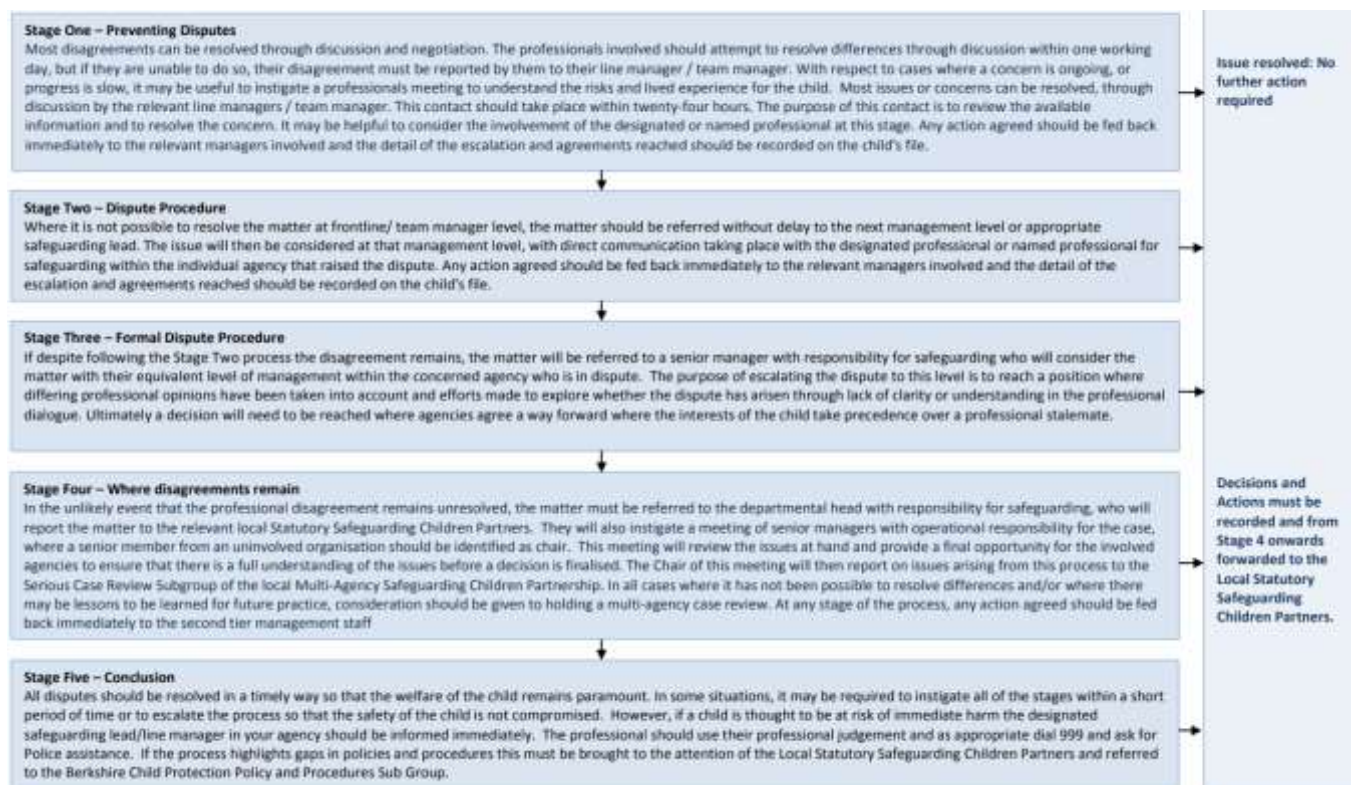 Stage One – Preventing Disputes
Most disagreements can be resolved through discussion and negotiation. The professionals involved should attempt to resolve differences through discussion within one working
day, but if they are unable to do so, their disagreement must be reported by them to their line manager / team manager. With respect to cases where a concern is ongoing, or
progress is slow, it may be useful to instigate a professionals meeting to understand the risks and lived experience for the child. Most issues or concerns can be resolved, through
discussion by the relevant line managers / team manager. This contact should take place within twenty-four hours. The purpose of this contact is to review the available
information and to resolve the concern. It may be helpful to consider the involvement of the designated or named professional at this stage. Any action agreed should be fed back
immediately to the relevant managers involved and the detail of the escalation and agreements reached should be recorded on the child's file.
Issue resolved: No
further action
required
Stage Two – Dispute Procedure
Where it is not possible to resolve the matter at frontline/ team manager level, the matter should be referred without delay to the next management level or appropriate
safeguarding lead. The issue will then be considered at that management level, with direct communication taking place with the designated professional or named professional for
safeguarding within the individual agency that raised the dispute. Any action agreed should be fed back immediately to the relevant managers involved and the detail of the
escalation and agreements reached should be recorded on the child's file.
Stage Three – Formal Dispute Procedure
If despite following the Stage Two process the disagreement remains, the matter will be referred to a senior manager with responsibility for safeguarding who will consider the
matter with their equivalent level of management within the concerned agency who is in dispute. The purpose of escalating the dispute to this level is to reach a position where
differing professional opinions have been taken into account and efforts made to explore whether the dispute has arisen through lack of clarity or understanding in the professional
dialogue. Ultimately a decision will need to be reached where agencies agree a way forward where the interests of the child take precedence over a professional stalemate.
Stage Four – Where disagreements remain
In the unlikely event that the professional disagreement remains unresolved, the matter must be referred to the departmental head with responsibility for safeguarding, who will
report the matter to the relevant local Statutory Safeguarding Children Partners. They will also instigate a meeting of senior managers with operational responsibility for the case,
where a senior member from an uninvolved organisation should be identified as chair. This meeting will review the issues at hand and provide a final opportunity for the involved
agencies to ensure that there is a full understanding of the issues before a decision is finalised. The Chair of this meeting will then report on issues arising from this process to the
Serious Case Review Subgroup of the local Multi-Agency Safeguarding Children Partnership. In all cases where it has not been possible to resolve differences and/or where there
may be lessons to be learned for future practice, consideration should be given to holding a multi-agency case review. At any stage of the process, any action agreed should be fed
back immediately to the second tier management staff
Decisions and
Actions must be
recorded and from
Stage 4 onwards
forwarded to the
Local Statutory
Safeguarding
Children Partners.
Stage Five – Conclusion
All disputes should be resolved in a timely way so that the welfare of the child remains paramount. In some situations, it may be required to instigate all of the stages within a short
period of time or to escalate the process so that the safety of the child is not compromised. However, if a child is thought to be at risk of immediate harm the designated
safeguarding lead/line manager in your agency should be informed immediately. The professional should use their professional judgement and as appropriate dial 999 and ask for
Police assistance. If the process highlights gaps in policies and procedures this must be brought to the attention of the Local Statutory Safeguarding Children Partners and referred
to the Berkshire Child Protection Policy and Procedures Sub Group.